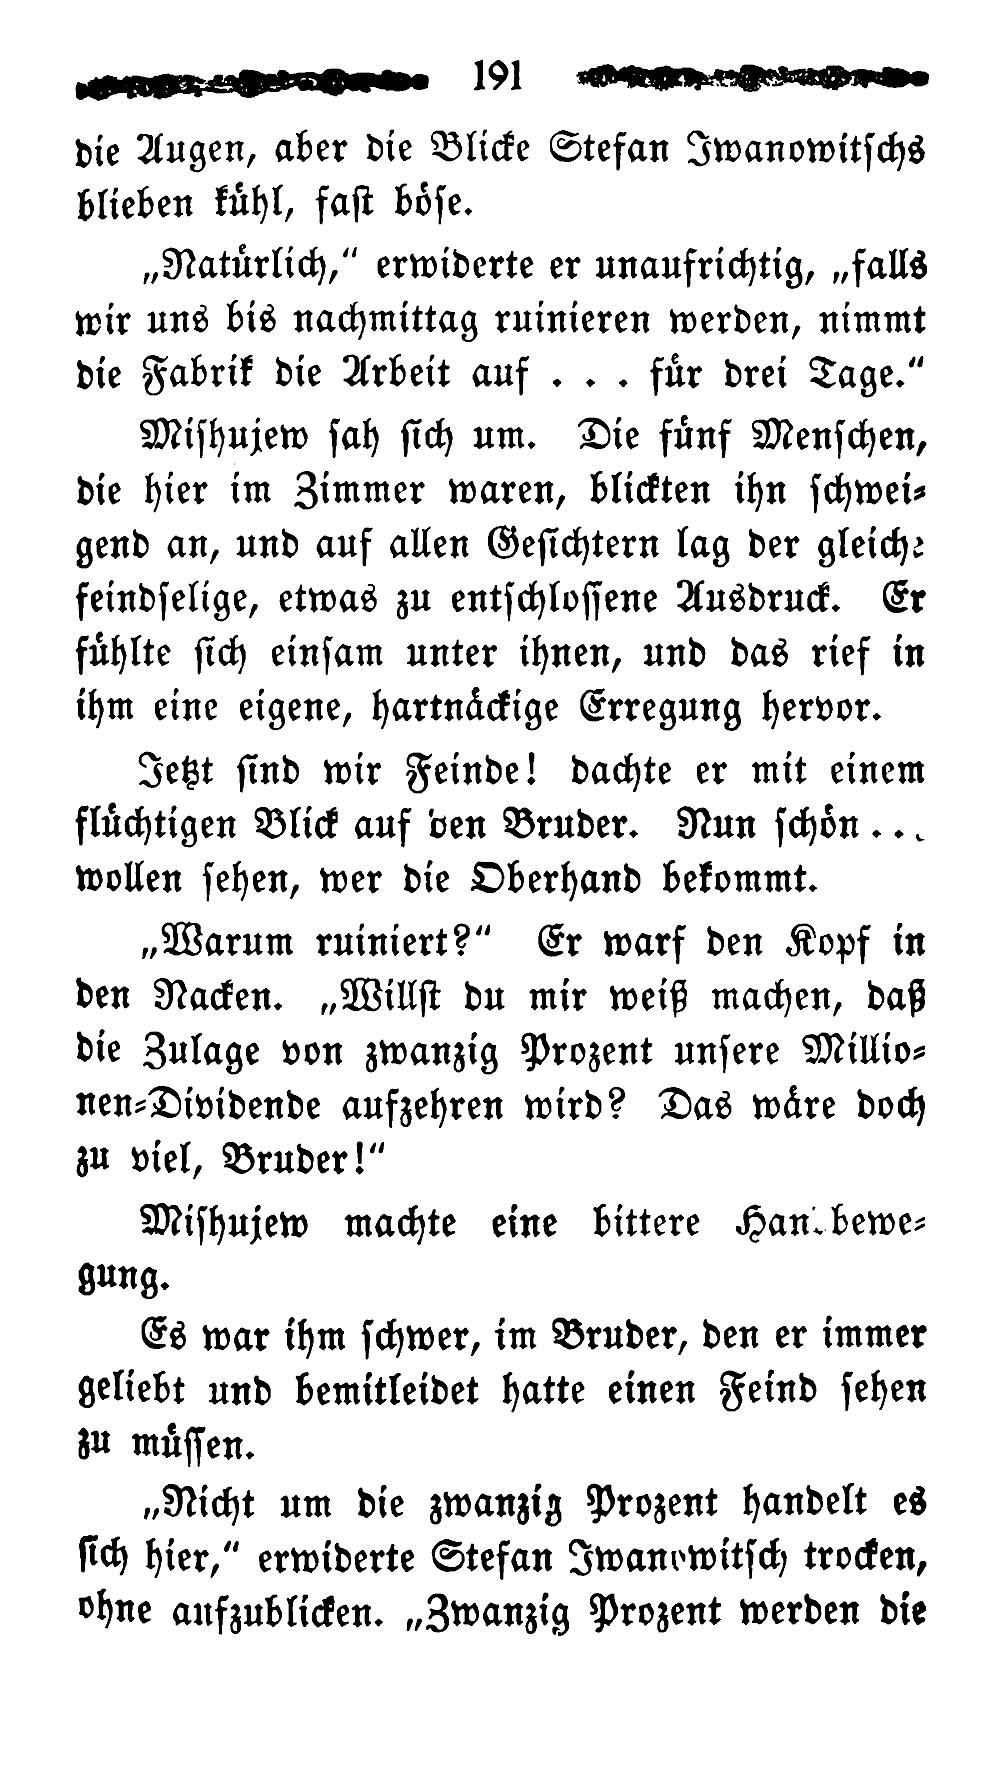 191
die Augen, aber die Blicke Stefan Iwanowitschs
blieben kühl, fast böse.
„Natürlich,“ erwiderte er unaufrichtig, „falls
wir uns bis nachmittag ruinieren werden, nimmt
die Fabrik die Arbeit auf . . . für drei Tage.“
Mishujew sah sich um. Die fünf Menschen,
die hier im Zimmer waren, blickten ihn schwei-
gend an, und auf allen Gesichtern lag der gleiche
feindselige, etwas zu entschlossene Ausdruck. Er
fühlte sich einsam unter ihnen, und das rief in
ihm eine eigene, hartnäckige Erregung hervor.
Jetzt sind wir Feinde! dachte er mit einem
flüchtigen Blick auf den Bruder. Nun schön . . .
wollen sehen, wer die Oberhand bekommt.
„Warum ruiniert?“ Er warf den Kopf in
den Nacken. „Willst du mir weiß machen, daß
die Zulage von zwanzig Prozent unsere Millio-
nen-Dividende aufzehren wird? Das wäre doch
zu viel, Bruder!“
Mishujew machte eine bittere Handbewe-
gung.
Es war ihm schwer, im Bruder, den er immer
geliebt und bemitleidet hatte einen Feind sehen
zu müssen.
„Nicht um die zwanzig Prozent handelt es
sich hier,“ erwiderte Stefan Iwanowitsch trocken,
ohne aufzublicken. „Zwanzig Prozent werden die